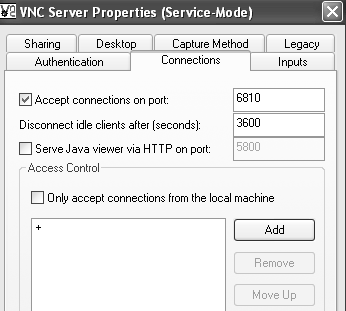 VNC Server Properties (Service-Mode)
Sharing Desktop Capture Method Legacy
Authentication Connections Inputs
Accept connections on port: 6810
Disconnect idle clients after (seconds): 3600
Serve Java viewer via HTTP on port: 5800
Access Control
Only accept connections from the local machine
+ Add
Remove
Move Up